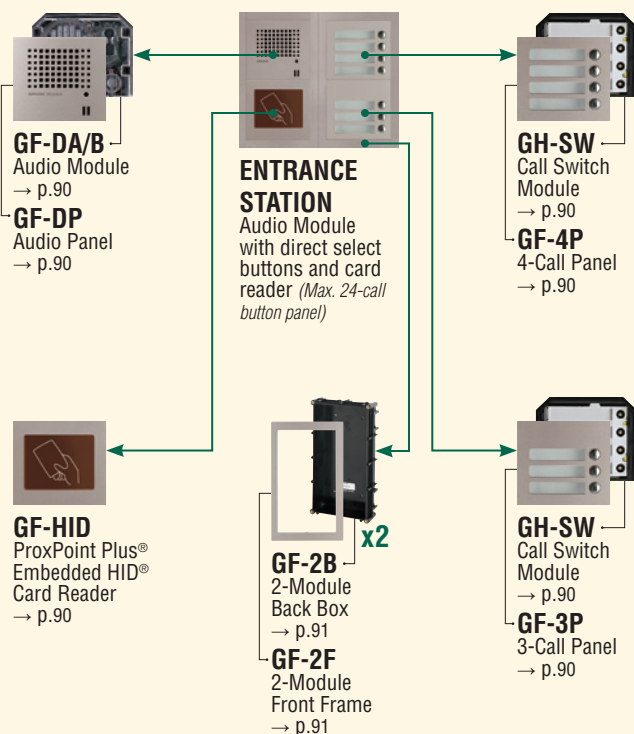 GF-DA/B
Audio Module
→ p.90
GF-DP
Audio Panel
→ p.90
ENTRANCE
STATION
Audio Module
with direct select
buttons and card
reader (Max. 24-call
button panel)
GH-SW
Call Switch
Module
→ p.90
GF-4P
4-Call Panel
→ p.90
GF-HID
ProxPoint Plus®
Embedded HID®
Card Reader
→ p.90
x2
GF-2B
2-Module
Back Box
→ p.91
GF-2F
2-Module
Front Frame
→ p.91
GH-SW
Call Switch
Module
→ p.90
GF-3P
3-Call Panel
→ p.90